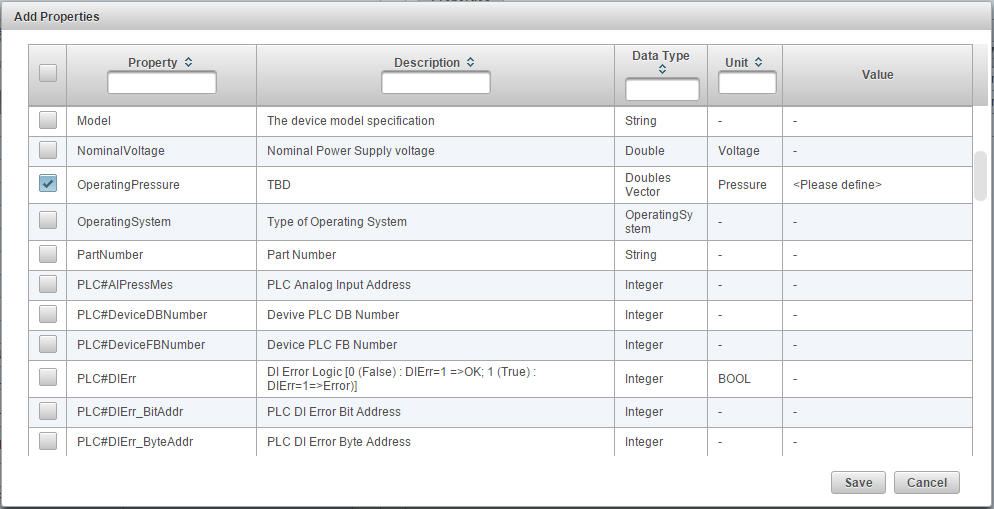 Add Properties
Property Description Data Type Unit Value
Model The device model specification String - -
NominalVoltage Nominal Power Supply voltage Double Voltage -
OperatingPressure TBD Doubles Vector Pressure <Please define>
OperatingSystem Type of Operating System OperatingSy stem - -
PartNumber Part Number String - -
PLC#AIPressMes PLC Analog Input Address Integer - -
PLC#DeviceDBNumber Devive PLC DB Number Integer - -
PLC#DeviceFBNumber Device PLC FB Number Integer - -
PLC#DIErr DI Error Logic [0 (False) : DIErr=1 =>OK; 1 (True) : DIErr=1=>Error)] Integer BOOL -
PLC#DIErr_BitAddr PLC DI Error Bit Address Integer - -
PLC#DIErr_ByteAddr PLC DI Error Byte Address Integer - -
Save Cancel